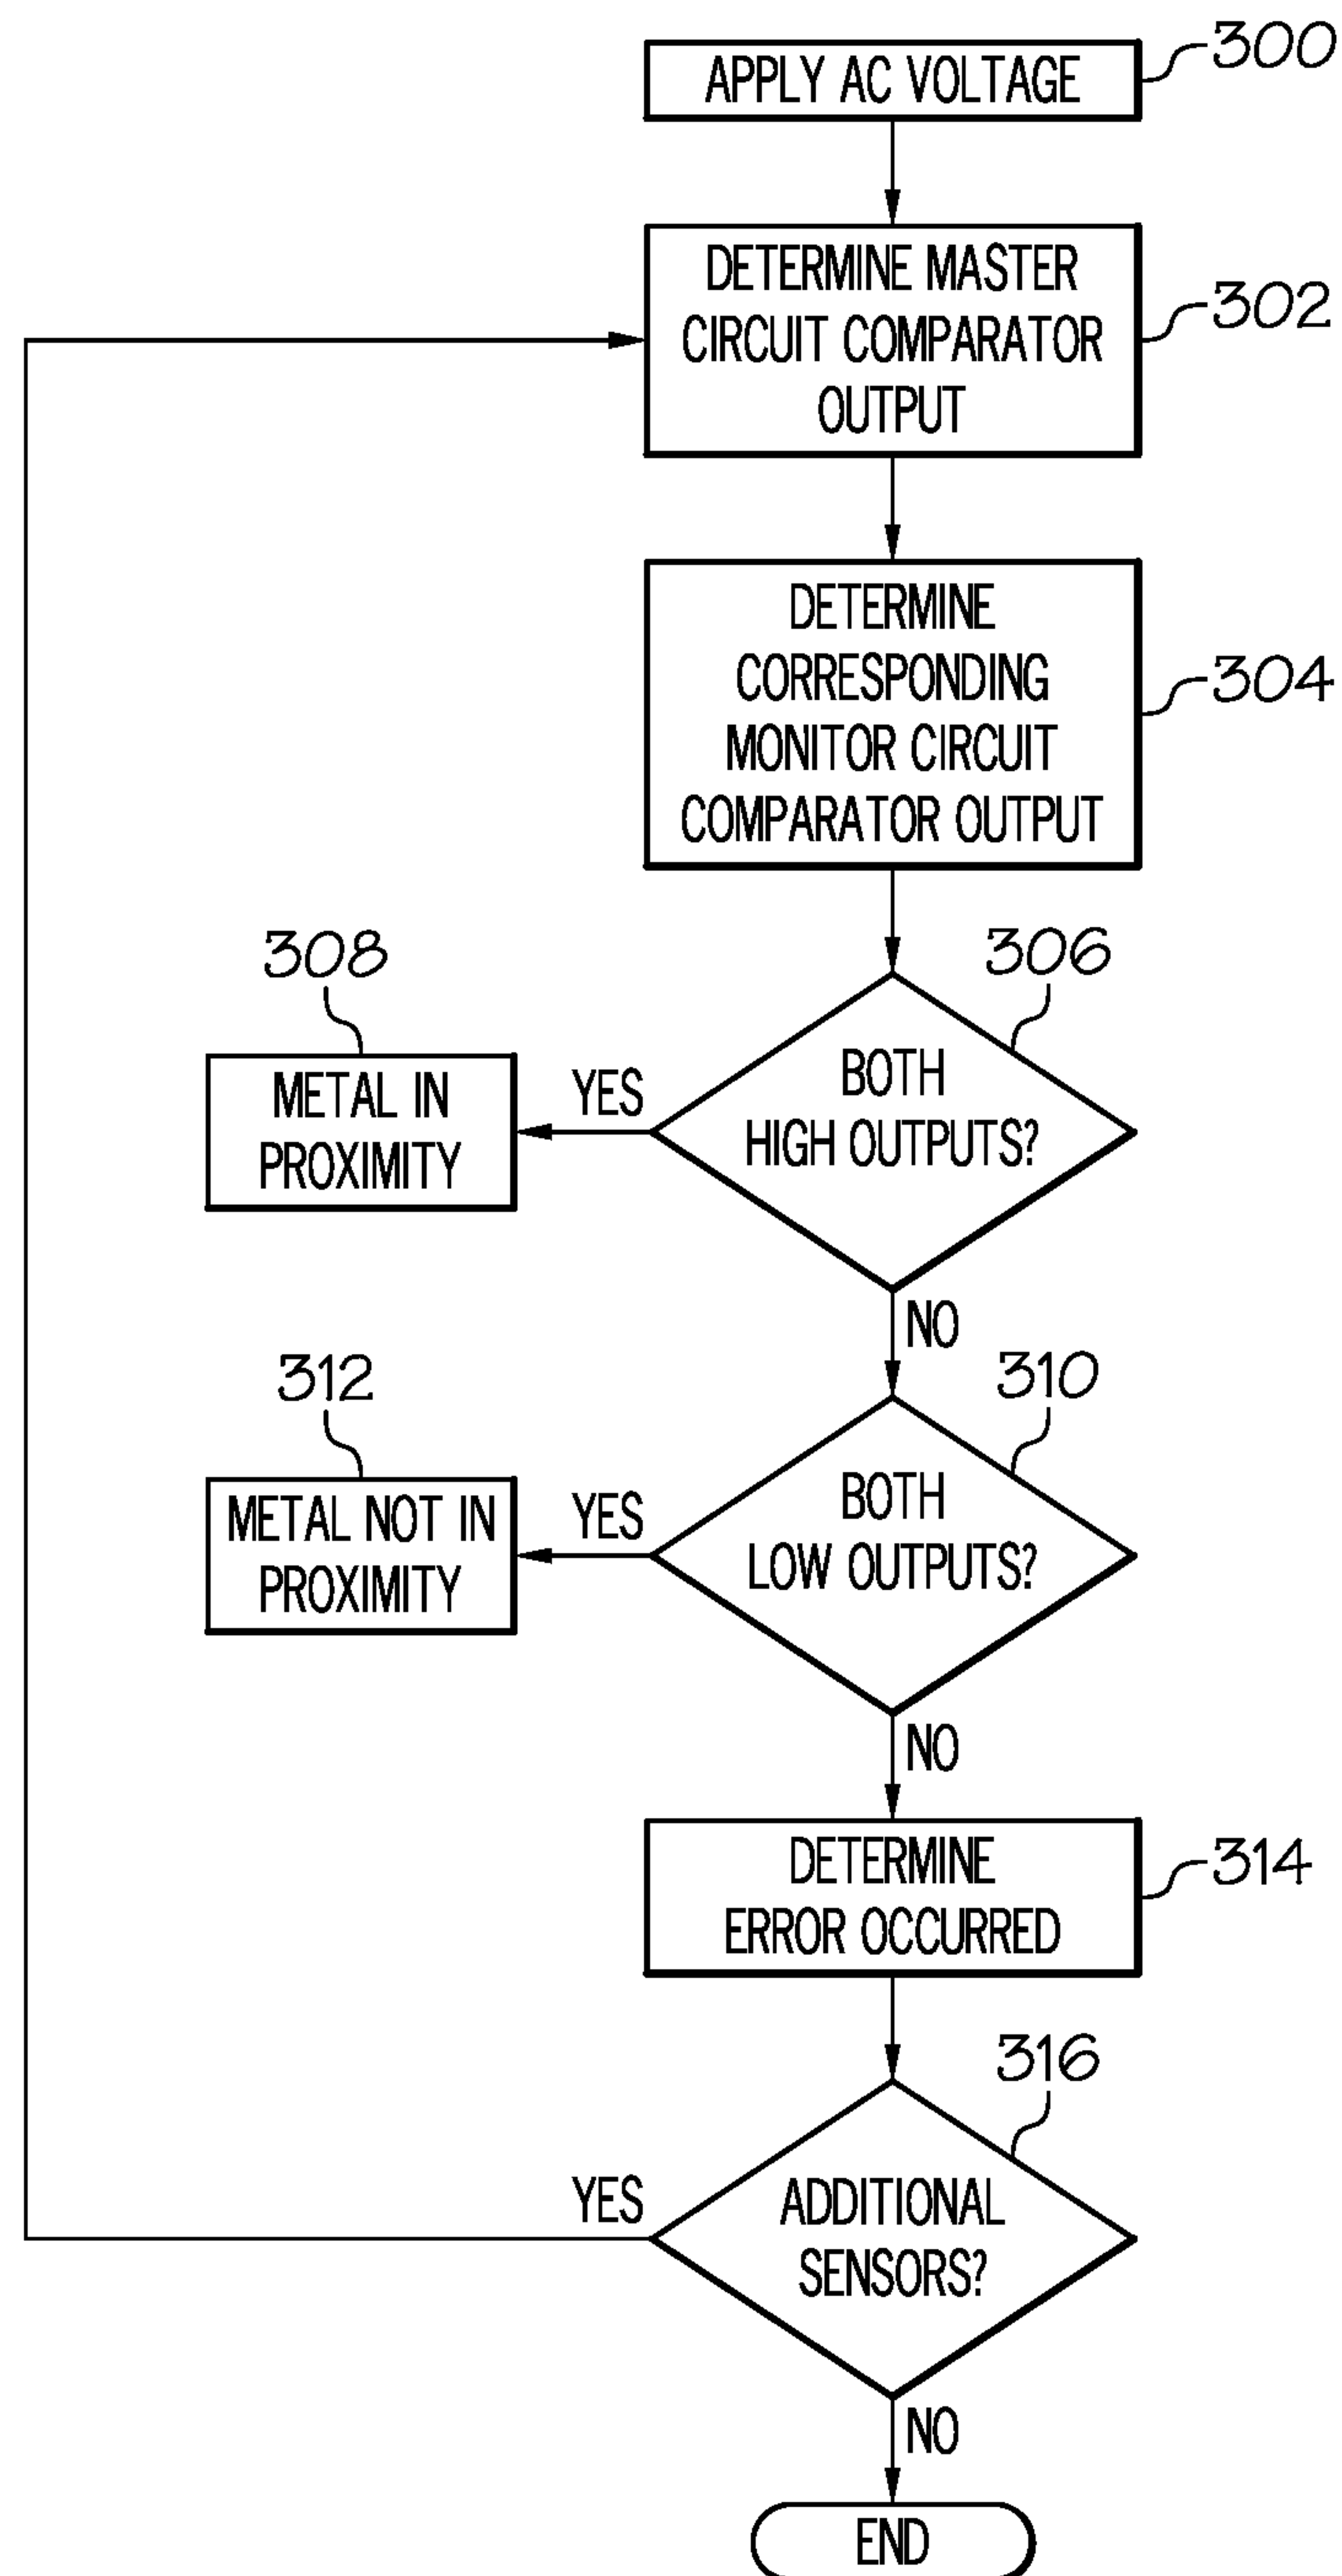 APPLY AC VOLTAGE
300
DETERMINE MASTER
CIRCUIT COMPARATOR
OUTPUT
302
DETERMINE
CORRESPONDING
MONITOR CIRCUIT
COMPARATOR OUTPUT
304
308
306
METAL IN
PROXIMITY
YES
BOTH
HIGH OUTPUTS?
NO
312
310
METAL NOT IN
PROXIMITY
YES
BOTH
LOW OUTPUTS?
NO
DETERMINE
ERROR OCCURRED
314
316
YES
ADDITIONAL
SENSORS?
NO
END